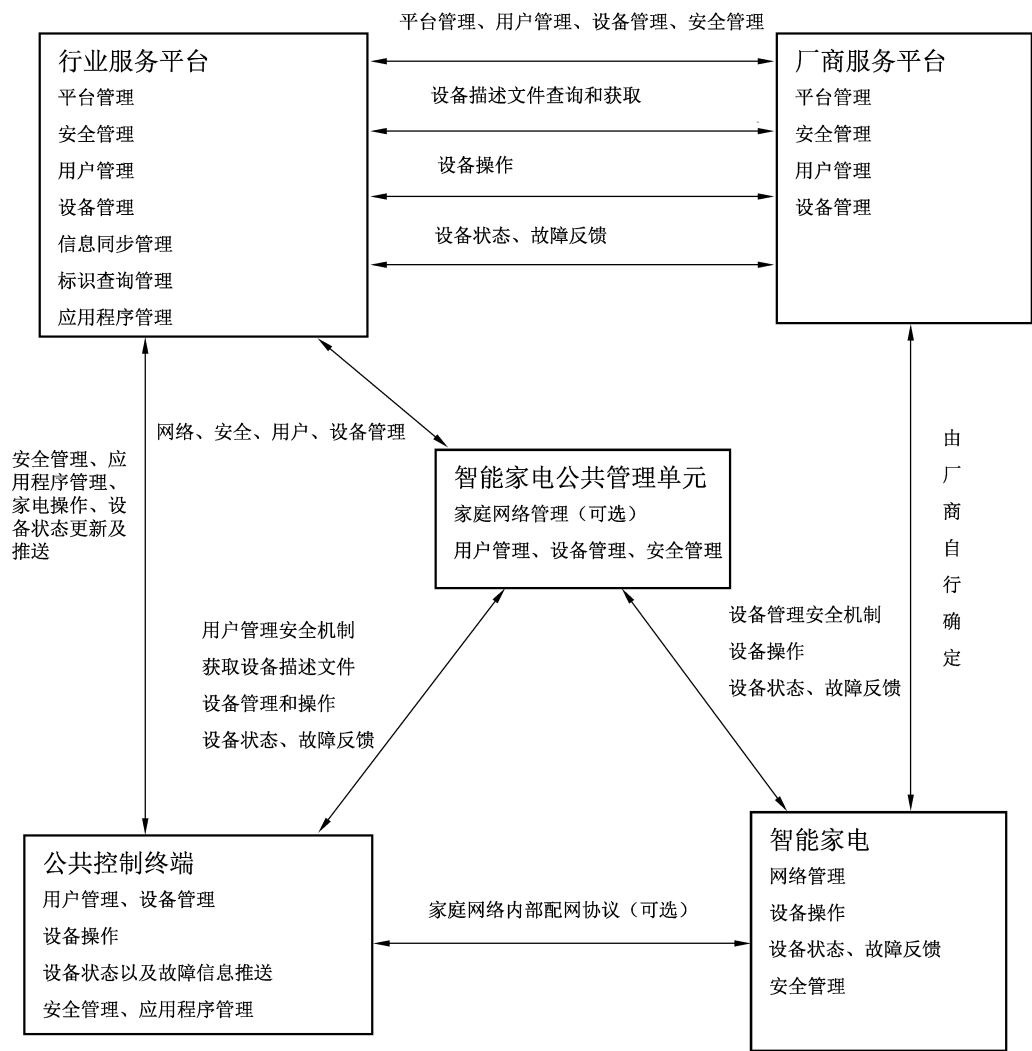 平台管理、用户管理、设备管理、安全管理
行业服务平台
平台管理
安全管理
用户管理
设备管理
信息同步管理
标识查询管理
应用程序管理
设备描述文件查询和获取
设备操作
设备状态、故障反馈
厂商服务平台
平台管理
安全管理
用户管理
设备管理
安全管理、应
用程序管理、
家电操作、设
备状态更新及
推送
网络、安全、用户、设备管理
智能家电公共管理单元
家庭网络管理（可选）
用户管理、设备管理、安全管理
由
厂
商
自
行
确
定
用户管理安全机制
获取设备描述文件
设备管理和操作
设备状态、故障反馈
设备管理安全机制
设备操作
设备状态、故障反馈
公共控制终端
用户管理、设备管理
设备操作
设备状态以及故障信息推送
安全管理、应用程序管理
家庭网络内部配网协议（可选）
智能家电
网络管理
设备操作
设备状态、故障反馈
安全管理